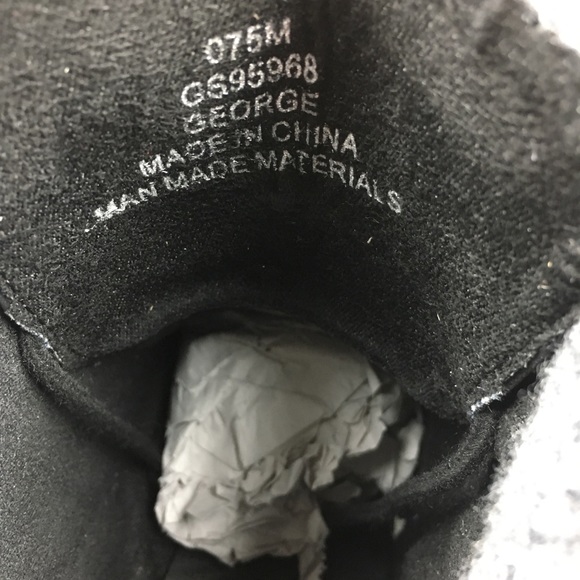 075M
GS95968
GEORGE
MADE IN CHINA
MAN MADE MATERIALS